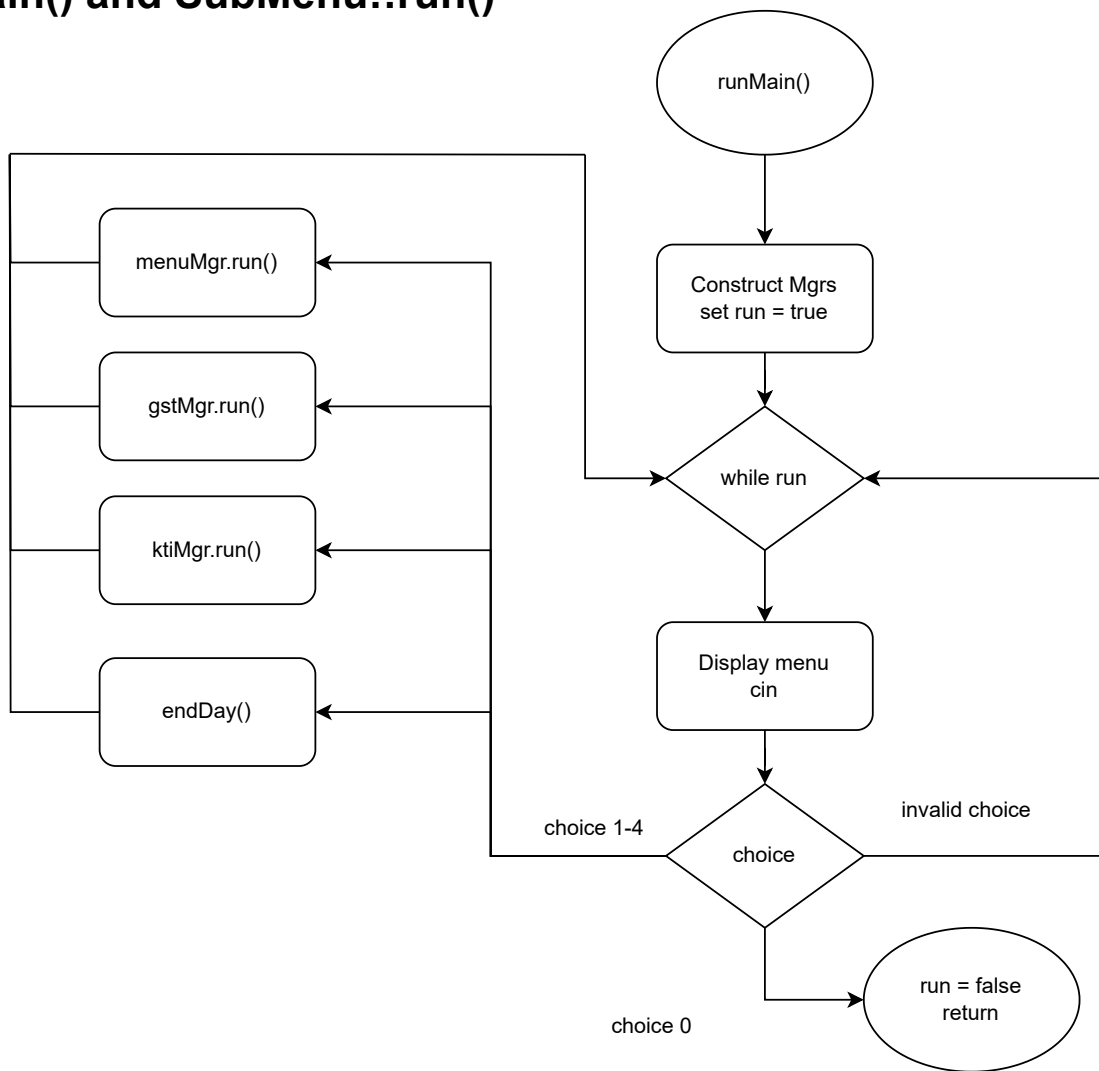 and SubMenu::run()
runMain()
Construct Mgrs
set run = true
while run
Display menu
cin
choice
choice 1-4
invalid choice
choice 0
run = false
return
menuMgr.run()
gstMgr.run()
ktiMgr.run()
endDay()